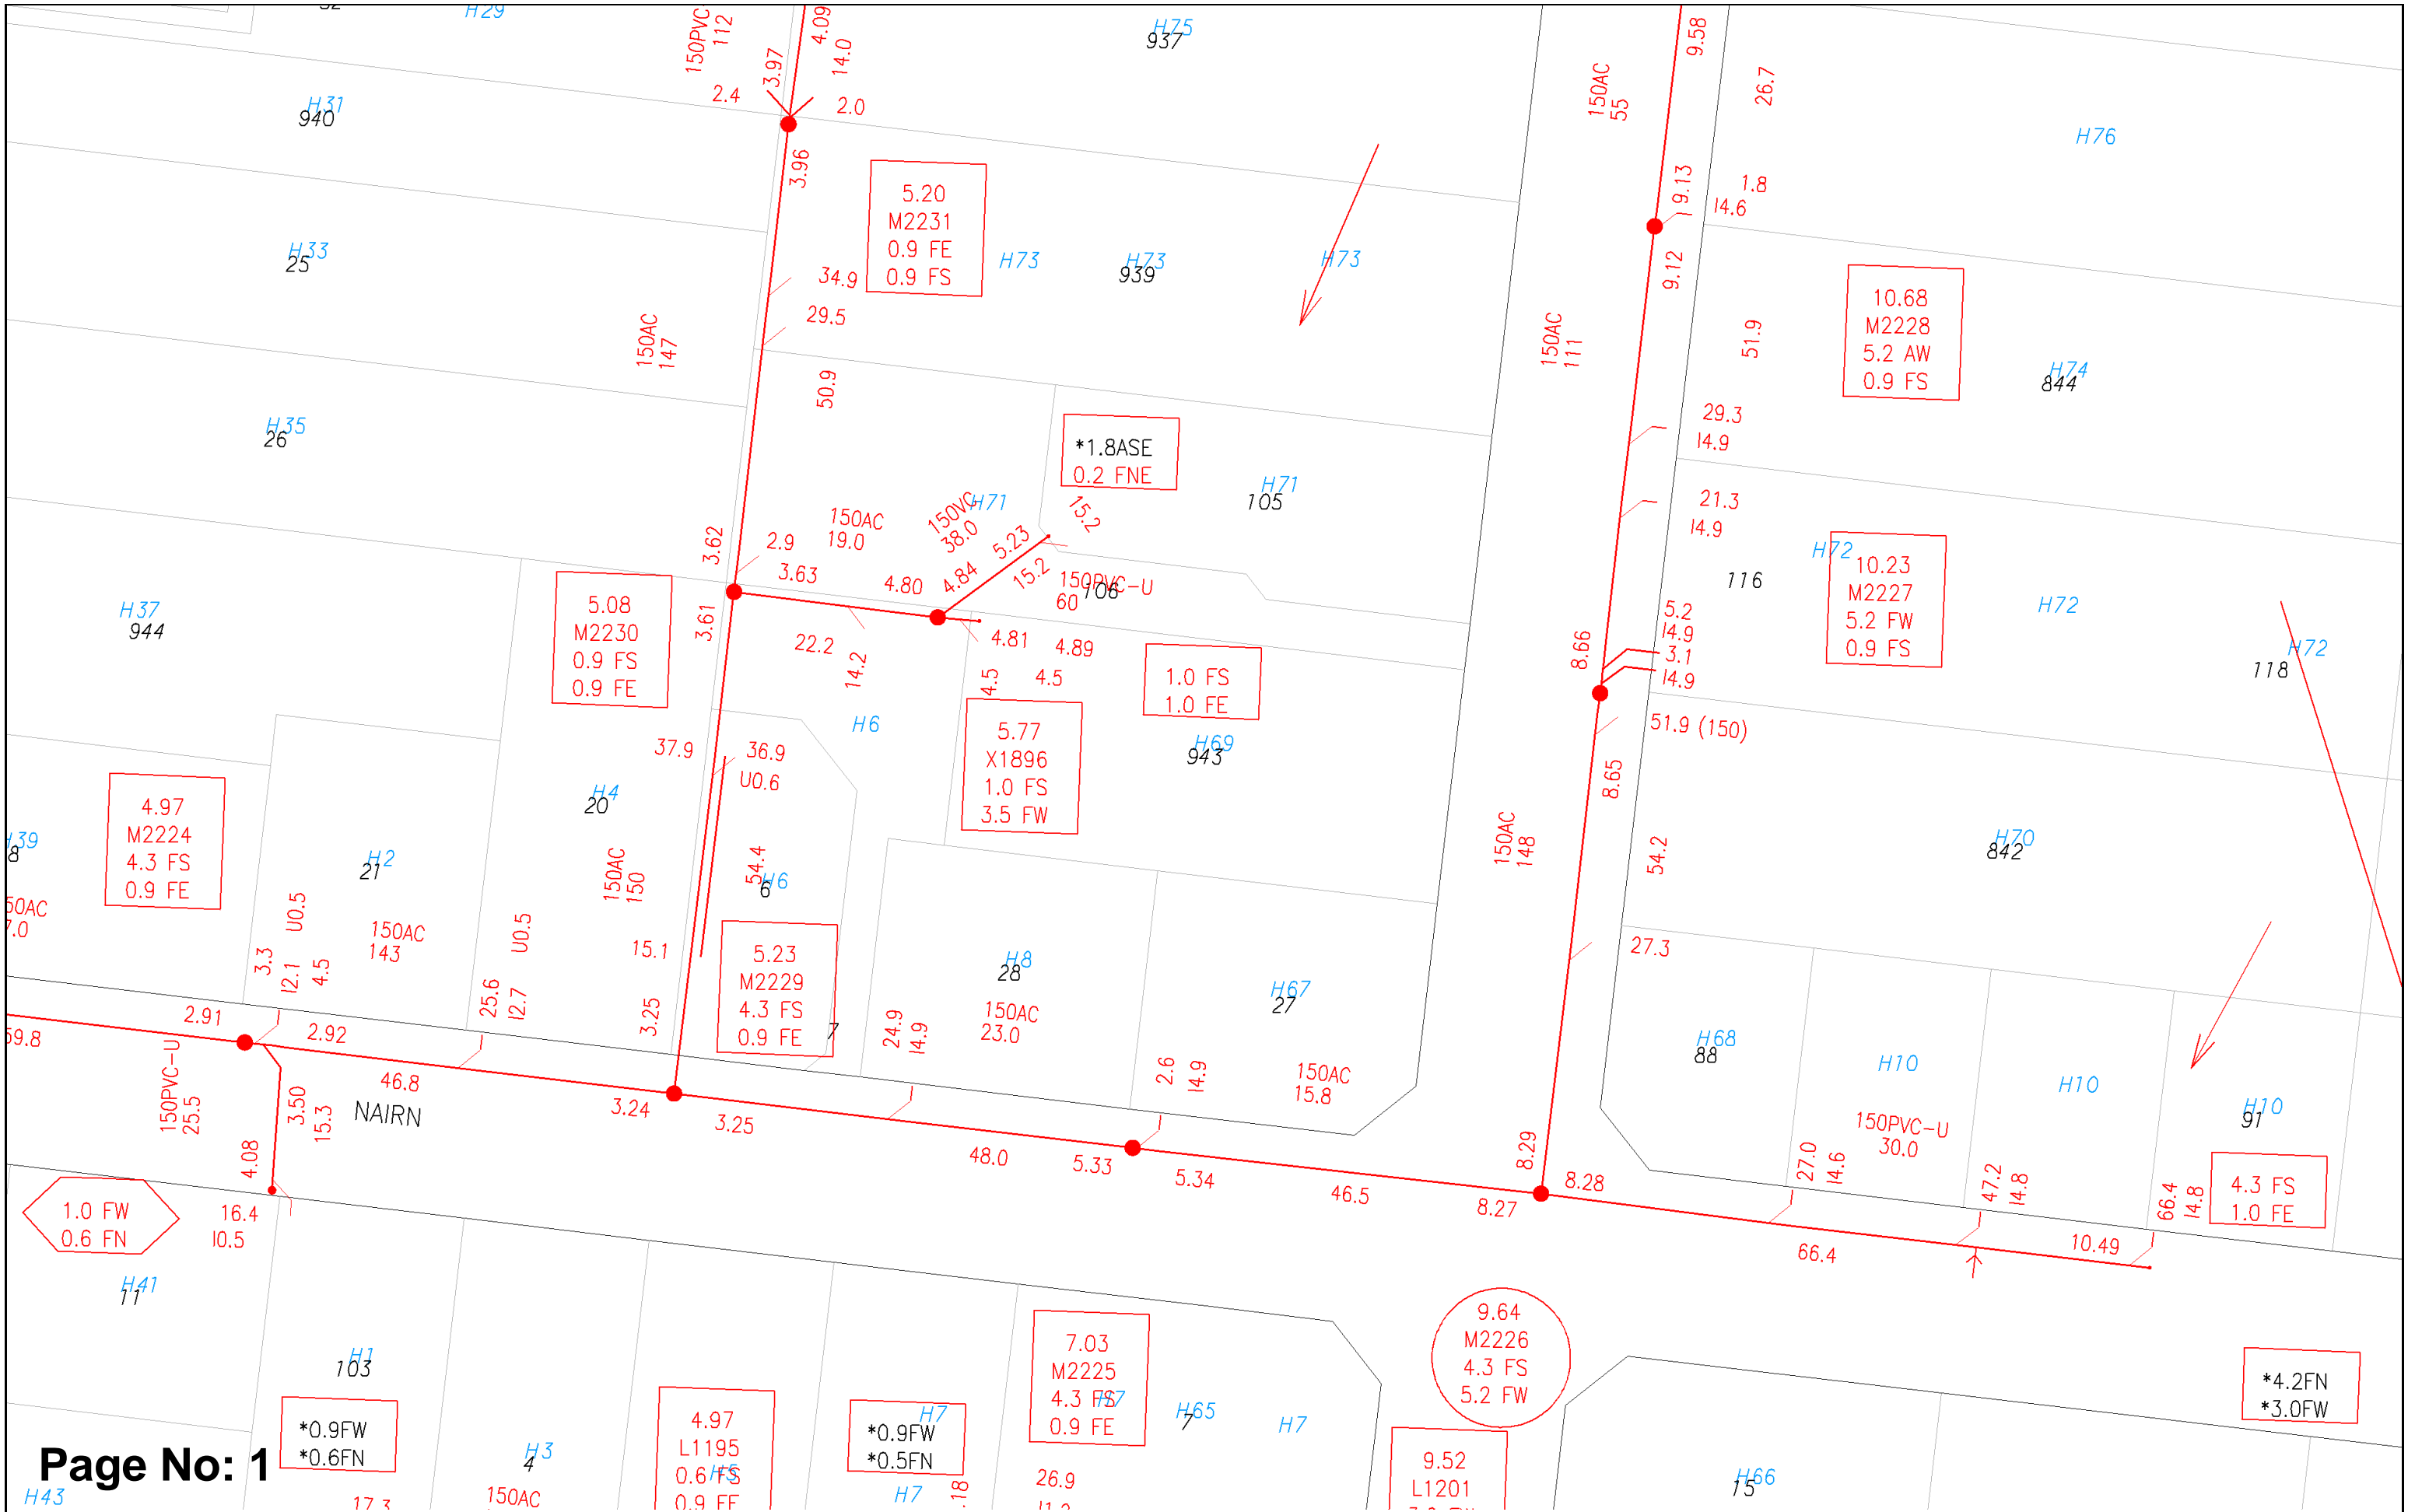 H29
150PVC
112
3.97
4.09
14.0
2.4
2.0
H75
937
9.58
150AC
55
26.7
H31
940
3.96
5.20
M2231
0.9 FE
0.9 FS
H76
9.13
1.8
I4.6
H33
25
34.9
29.5
H73
H73
939
H73
9.12
10.68
M2228
5.2 AW
0.9 FS
150AC
147
50.9
150AC
111
51.9
H74
844
H35
26
*1.8ASE
0.2 FNE
29.3
I4.9
H71
105
H71
21.3
I4.9
3.62
2.9
150AC
19.0
150VC
38.0
5.23
15.2
3.63
4.80
4.84
15.2
150PVC-U
60
106
H72
116
10.23
M2227
5.2 FW
0.9 FS
H72
H72
118
H37
944
5.08
M2230
0.9 FS
0.9 FE
3.61
22.2
14.2
4.81
4.89
4.5
4.5
1.0 FS
1.0 FE
8.66
5.2
I4.9
3.1
I4.9
H6
5.77
X1896
1.0 FS
3.5 FW
H69
943
51.9 (150)
37.9
36.9
U0.6
8.65
4.97
M2224
4.3 FS
0.9 FE
H4
20
H39
8
H2
21
150AC
150
54.4
H6
6
150AC
148
54.2
H70
842
50AC
7.0
U0.5
150AC
143
U0.5
15.1
5.23
M2229
4.3 FS
0.9 FE
7
H8
28
150AC
23.0
H67
27
27.3
3.3
I2.1
4.5
25.6
I2.7
3.25
24.9
I4.9
2.6
I4.9
150AC
15.8
H68
88
H10
H10
H10
91
59.8
2.91
2.92
46.8
150PVC-U
25.5
3.50
15.3
NAIRN
3.24
3.25
48.0
5.33
5.34
46.5
8.27
8.29
8.28
27.0
I4.6
150PVC-U
30.0
47.2
I4.8
66.4
I4.8
4.3 FS
1.0 FE
4.08
1.0 FW
0.6 FN
16.4
I0.5
66.4
10.49
H41
11
H1
103
7.03
M2225
4.3 FS
0.9 FE
H7
H65
7
H7
9.64
M2226
4.3 FS
5.2 FW
*4.2FN
*3.0FW
*0.9FW
*0.6FN
4.97
L1195
0.6 FS
0.9 FE
H5
*0.9FW
*0.5FN
H7
H7
H3
4
9.52
L1201
H66
15
26.9
Page No: 1
H43
17.3
150AC
.18